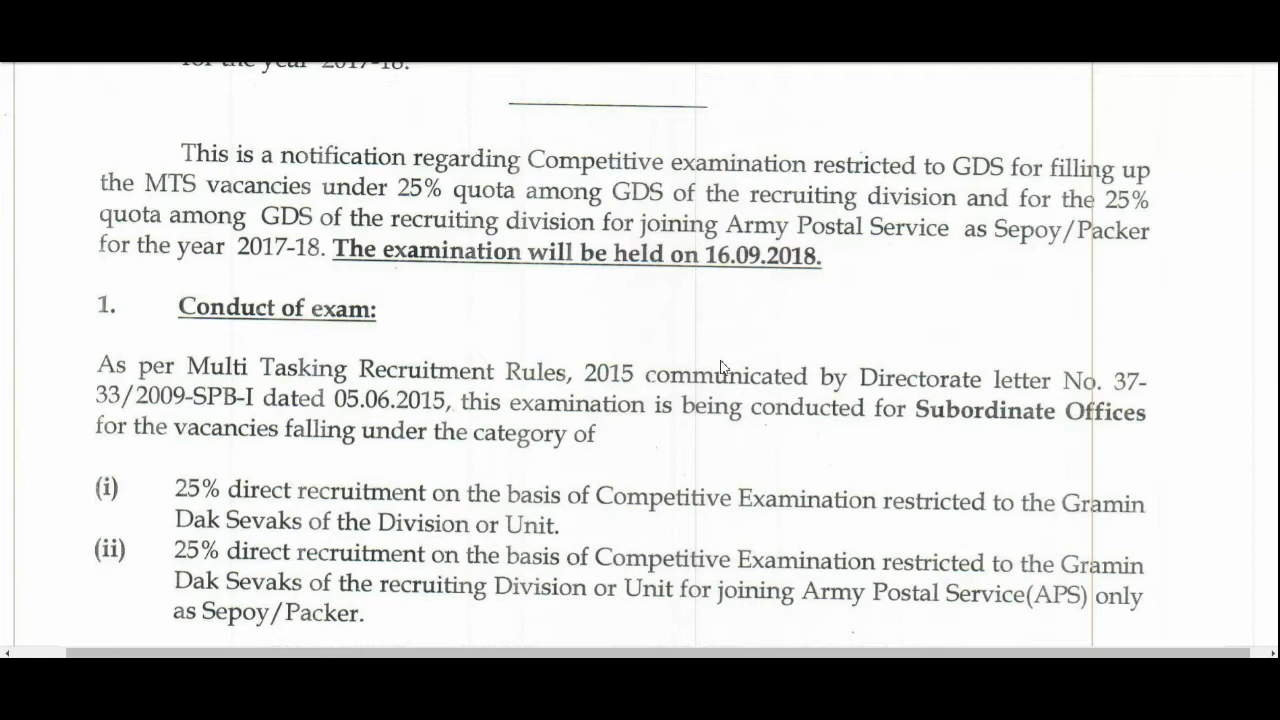 for the year 2017-18.
This is a notification regarding Competitive examination restricted to GDS for filling up
the MTS vacancies under 25% quota among GDS of the recruiting division and for the 25%
quota among GDS of the recruiting division for joining Army Postal Service as Sepoy/Packer
for the year 2017-18. The examination will be held on 16.09.2018.
1. Conduct of exam:
As per Multi Tasking Recruitment Rules, 2015 communicated by Directorate letter No. 37-
33/2009-SPB-I dated 05.06.2015, this examination is being conducted for Subordinate Offices
for the vacancies falling under the category of
(i) 25% direct recruitment on the basis of Competitive Examination restricted to the Gramin
Dak Sevaks of the Division or Unit.
(ii) 25% direct recruitment on the basis of Competitive Examination restricted to the Gramin
Dak Sevaks of the recruiting Division or Unit for joining Army Postal Service(APS) only
as Sepoy/Packer.